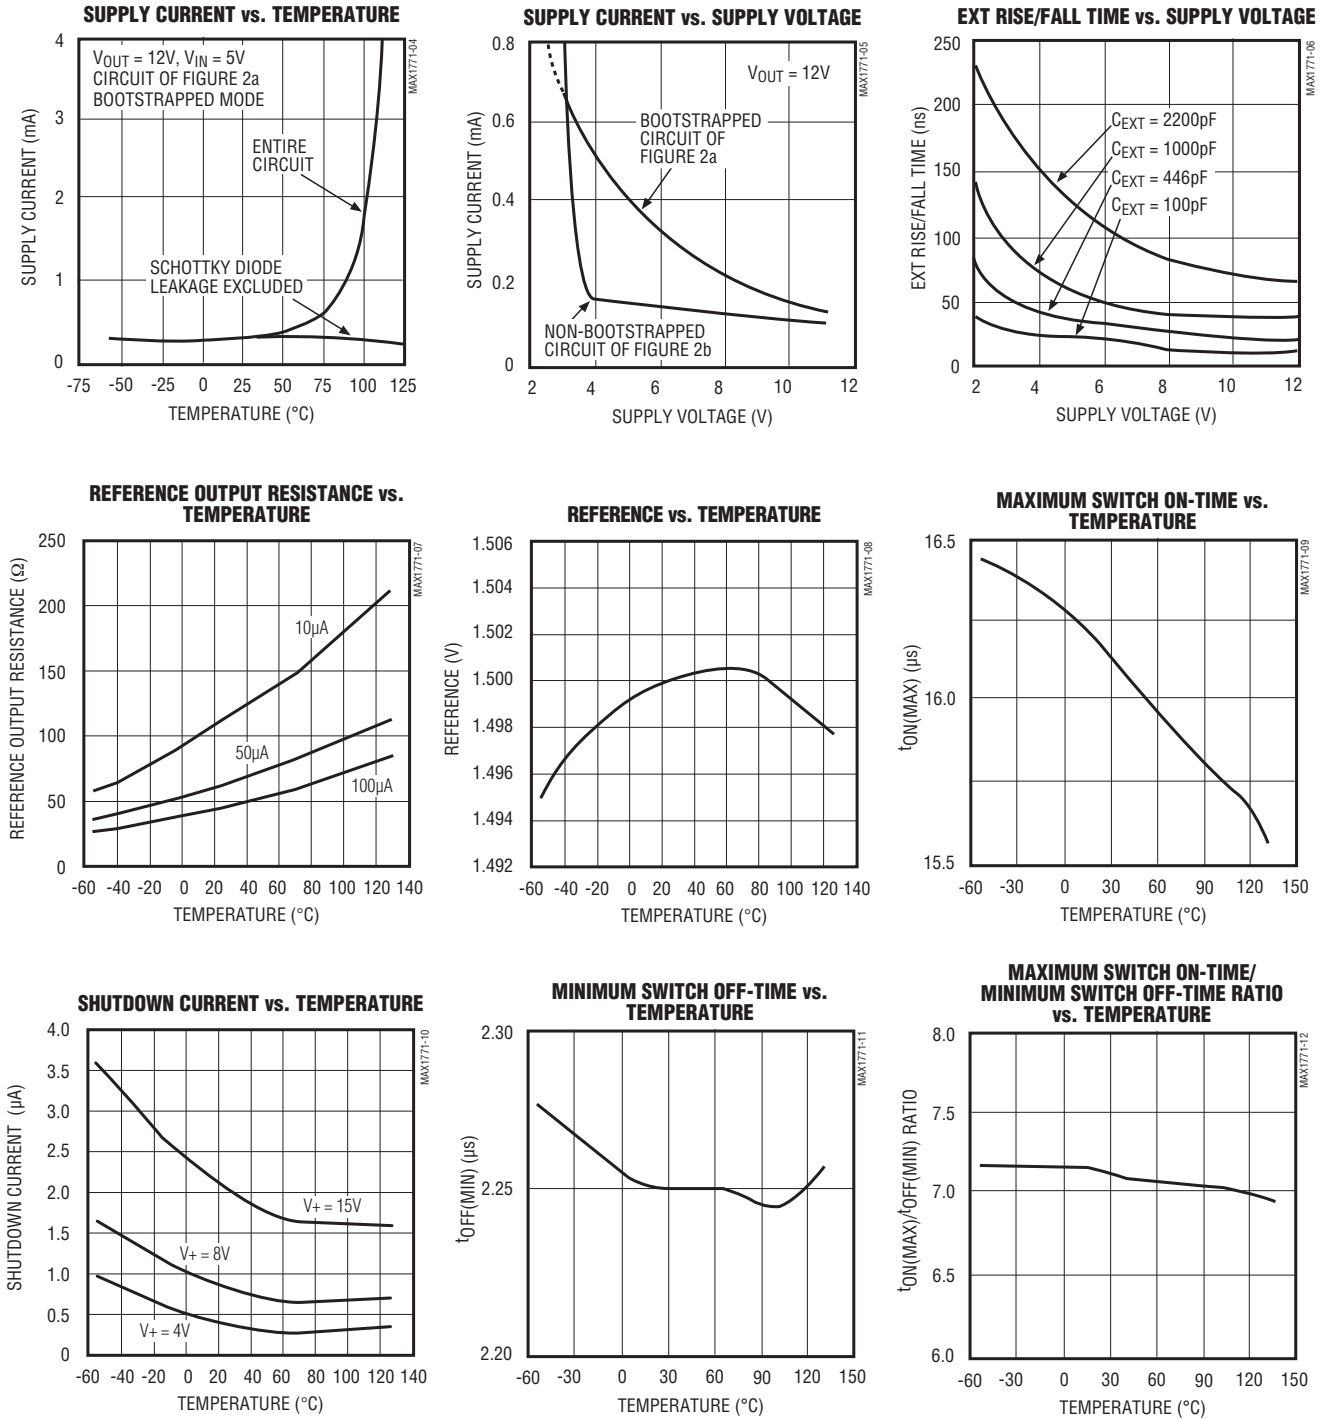 SUPPLY CURRENT vs. TEMPERATURE
4
3
2
1
0
SUPPLY CURRENT (mA)
VOUT = 12V, VIN = 5V
CIRCUIT OF FIGURE 2a
BOOTSTRAPPED MODE
ENTIRE
CIRCUIT
SCHOTTKY DIODE
LEAKAGE EXCLUDED
MAX1771-04
-75 -50 -25 0 25 50 75 100 125
TEMPERATURE (°C)
SUPPLY CURRENT vs. SUPPLY VOLTAGE
0.8
0.6
0.4
0.2
0
SUPPLY CURRENT (mA)
VOUT = 12V
BOOTSTRAPPED
CIRCUIT OF
FIGURE 2a
NON-BOOTSTRAPPED
CIRCUIT OF FIGURE 2b
MAX1771-05
2 4 6 8 10 12
SUPPLY VOLTAGE (V)
EXT RISE/FALL TIME vs. SUPPLY VOLTAGE
250
200
150
100
50
0
EXT RISE/FALL TIME (ns)
CEXT = 2200pF
CEXT = 1000pF
CEXT = 446pF
CEXT = 100pF
MAX1771-06
2 4 6 8 10 12
SUPPLY VOLTAGE (V)
REFERENCE OUTPUT RESISTANCE vs.
TEMPERATURE
250
200
150
100
50
0
REFERENCE OUTPUT RESISTANCE (Ω)
10µA
50µA
100µA
MAX1771-07
-60 -40 -20 0 20 40 60 80 100 120 140
TEMPERATURE (°C)
REFERENCE vs. TEMPERATURE
1.506
1.504
1.502
1.500
1.498
1.496
1.494
1.492
REFERENCE (V)
MAX1771-08
-60 -40 -20 0 20 40 60 80 100 120 140
TEMPERATURE (°C)
MAXIMUM SWITCH ON-TIME vs.
TEMPERATURE
16.5
16.0
15.5
tON(MAX) (µs)
MAX1771-09
-60 -30 0 30 60 90 120 150
TEMPERATURE (°C)
SHUTDOWN CURRENT vs. TEMPERATURE
4.0
3.5
3.0
2.5
2.0
1.5
1.0
0.5
0
SHUTDOWN CURRENT (µA)
V+ = 15V
V+ = 8V
V+ = 4V
MAX1771-10
-60 -40 -20 0 20 40 60 80 100 120 140
TEMPERATURE (°C)
MINIMUM SWITCH OFF-TIME vs.
TEMPERATURE
2.30
2.25
2.20
tOFF(MIN) (µs)
MAX1771-11
-60 -30 0 30 60 90 120 150
TEMPERATURE (°C)
MAXIMUM SWITCH ON-TIME/
MINIMUM SWITCH OFF-TIME RATIO
vs. TEMPERATURE
8.0
7.5
7.0
6.5
6.0
tON(MAX)/tOFF(MIN) RATIO
MAX1771-12
-60 -30 0 30 60 90 120 150
TEMPERATURE (°C)